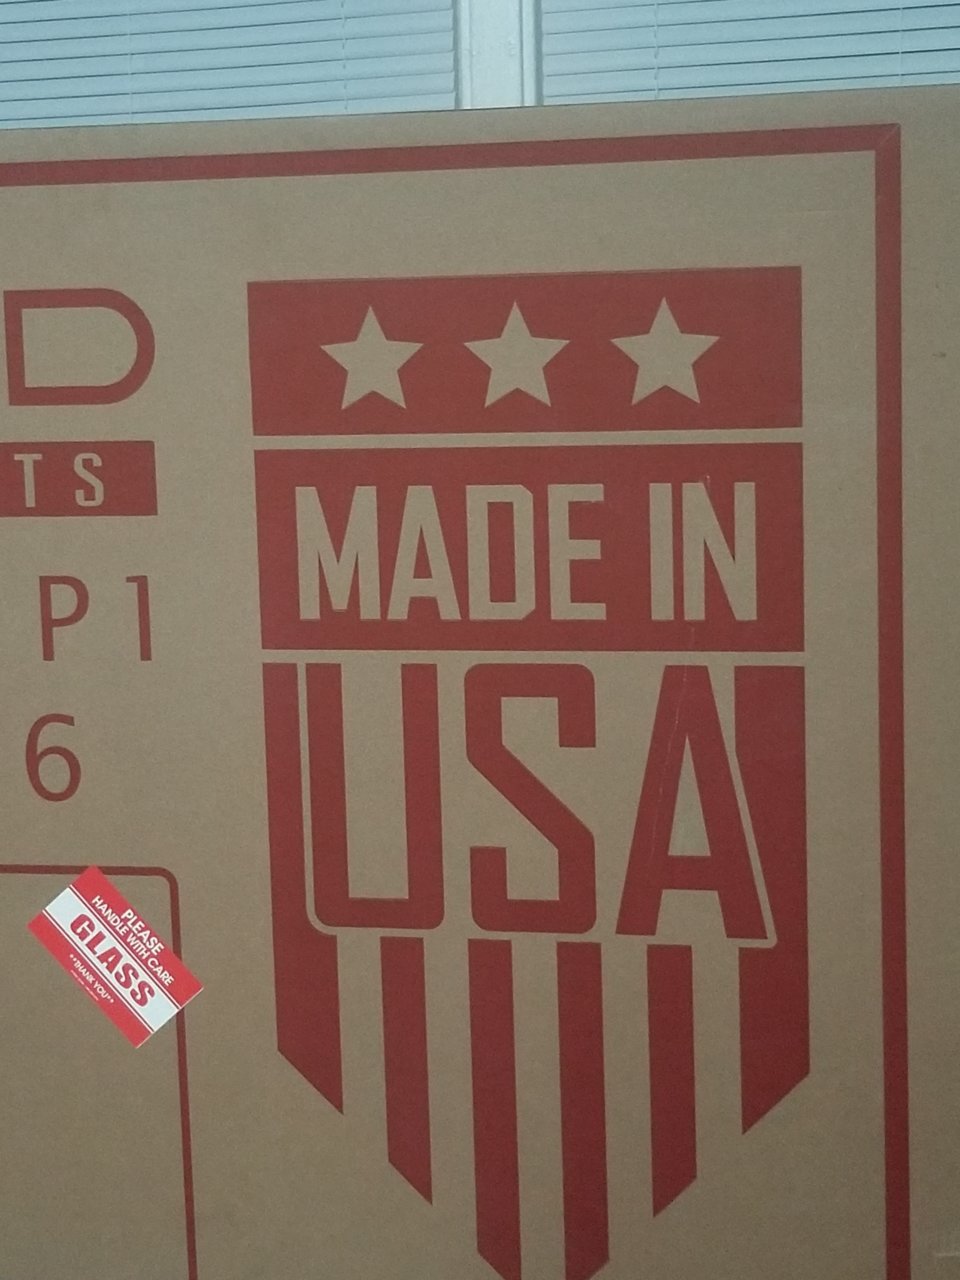 D
TS
P1
6
MADE IN
USA
PLEASE
HANDLE WITH CARE
GLASS
**THANK YOU**